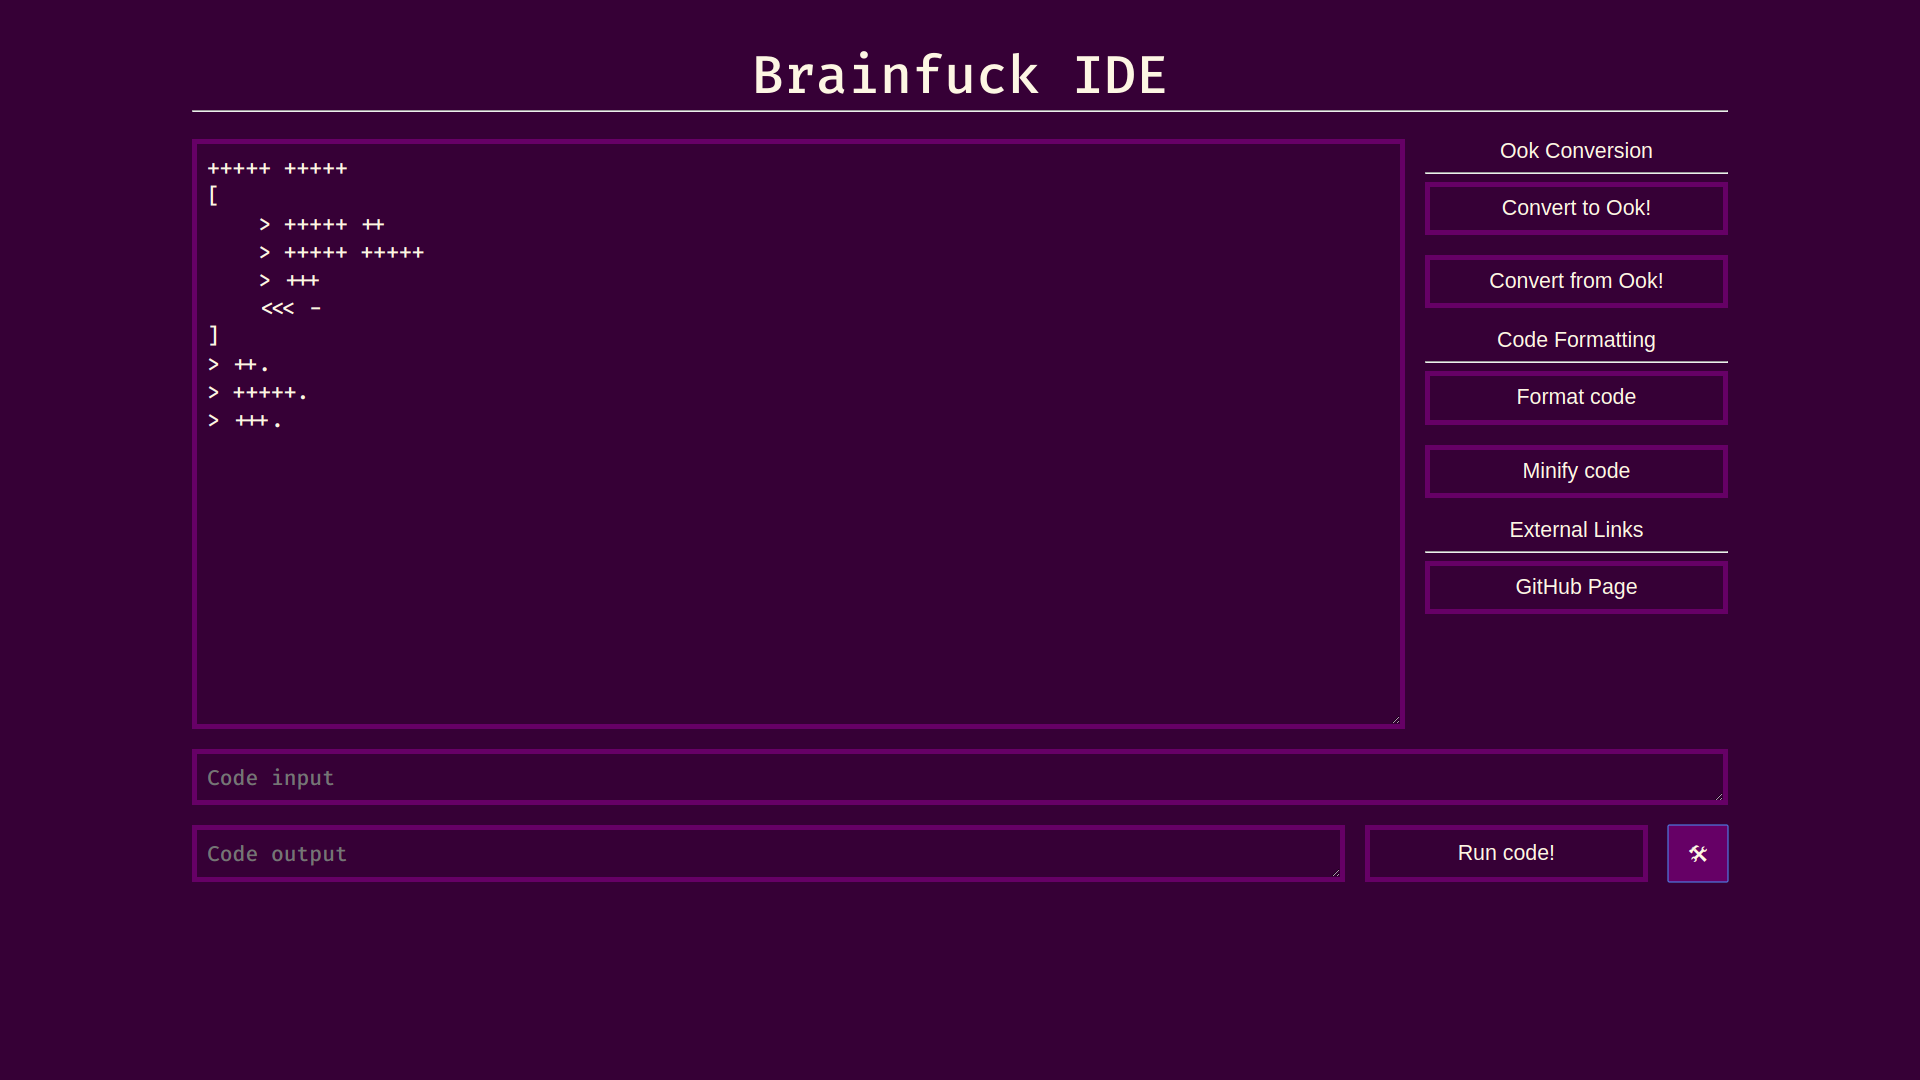 Brainfuck IDE
+++++ +++++
[
    > +++++ ++
    > +++++ +++++
    > +++
    <<< -
]
> ++.
> +++++.
> +++.
Ook Conversion
Convert to Ook!
Convert from Ook!
Code Formatting
Format code
Minify code
External Links
GitHub Page
Code input
Code output
Run code!